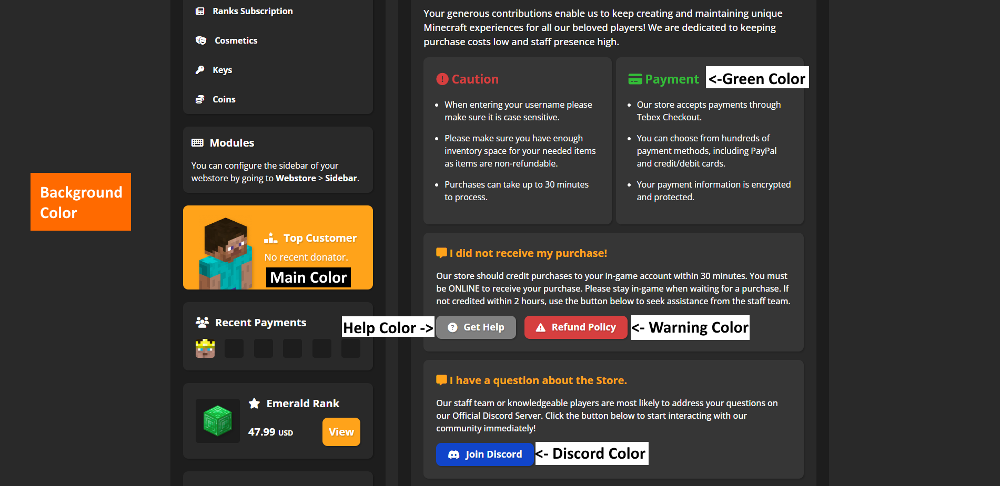 Ranks Subscription
Cosmetics
Keys
Coins
Modules
You can configure the sidebar of your
webstore by going to Webstore > Sidebar.
Background
Color
Top Customer
No recent donator.
Main Color
Recent Payments
Emerald Rank
47.99 USD
View
Your generous contributions enable us to keep creating and maintaining unique
Minecraft experiences for all our beloved players! We are dedicated to keeping
purchase costs low and staff presence high.
Caution
• When entering your username please
make sure it is case sensitive.
• Please make sure you have enough
inventory space for your needed items
as items are non-refundable.
• Purchases can take up to 30 minutes
to process.
Payment <-Green Color
• Our store accepts payments through
Tebex Checkout.
• You can choose from hundreds of
payment methods, including PayPal
and credit/debit cards.
• Your payment information is encrypted
and protected.
I did not receive my purchase!
Our store should credit purchases to your in-game account within 30 minutes. You must
be ONLINE to receive your purchase. Please stay in-game when waiting for a purchase. If
not credited within 2 hours, use the button below to seek assistance from the staff team.
Help Color -> Get Help Refund Policy <- Warning Color
I have a question about the Store.
Our staff team or knowledgeable players are most likely to address your questions on
our Official Discord Server. Click the button below to start interacting with our
community immediately!
Join Discord <- Discord Color